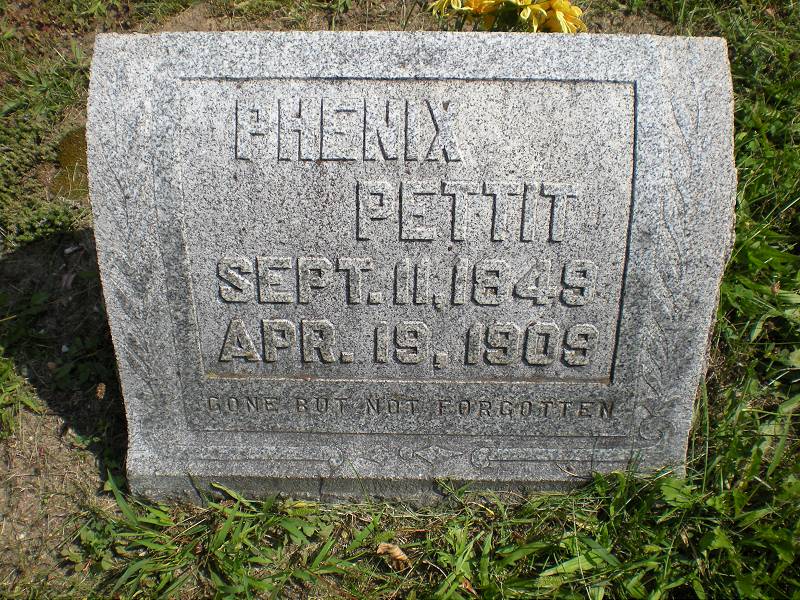 PHENIX
PETTIT
SEPT. 11, 1849
APR. 19, 1909
GONE BUT NOT FORGOTTEN